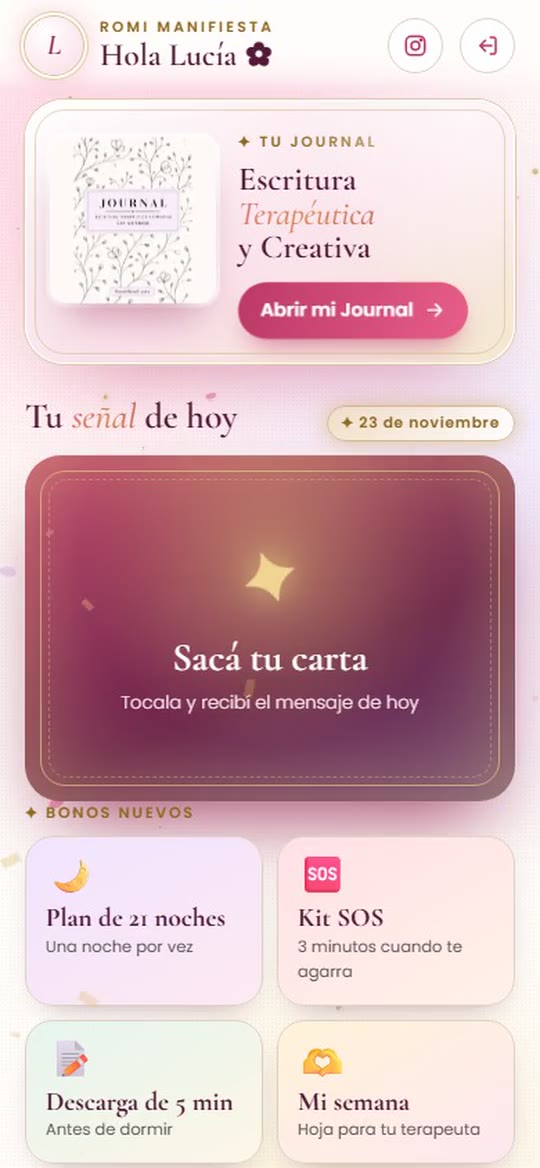 ROMI MANIFIESTA
L
Hola Lucía
✦ TU JOURNAL
Escritura
Terapéutica
y Creativa
JOURNAL
Abrir mi Journal →
Tu señal de hoy
✦ 23 de noviembre
Sacá tu carta
Tocala y recibí el mensaje de hoy
✦ BONOS NUEVOS
Plan de 21 noches
Una noche por vez
SOS
Kit SOS
3 minutos cuando te
agarra
Descarga de 5 min
Antes de dormir
Mi semana
Hoja para tu terapeuta